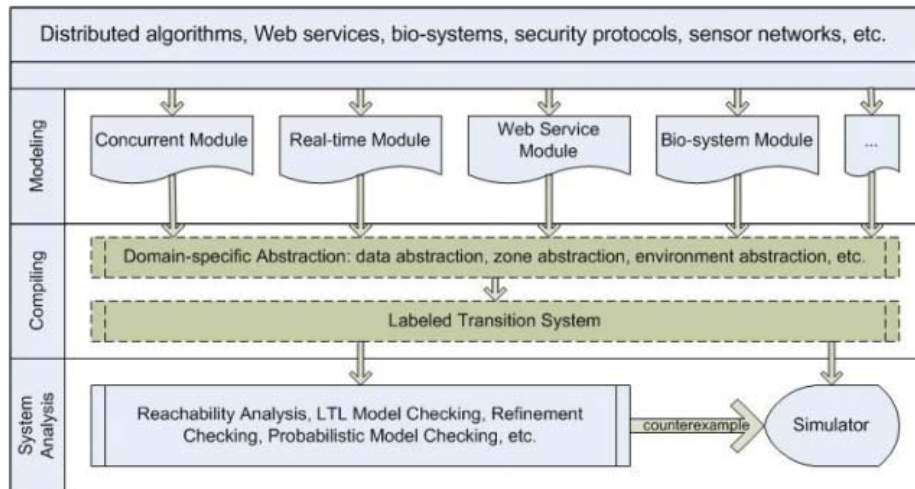 Distributed algorithms, Web services, bio-systems, security protocols, sensor networks, etc.
Modeling
Concurrent Module
Real-time Module
Web Service
Module
Bio-system Module
...
Compiling
Domain-specific Abstraction: data abstraction, zone abstraction, environment abstraction, etc.
Labeled Transition System
System
Analysis
Reachability Analysis, LTL Model Checking, Refinement
Checking, Probabilistic Model Checking, etc.
counterexample
Simulator